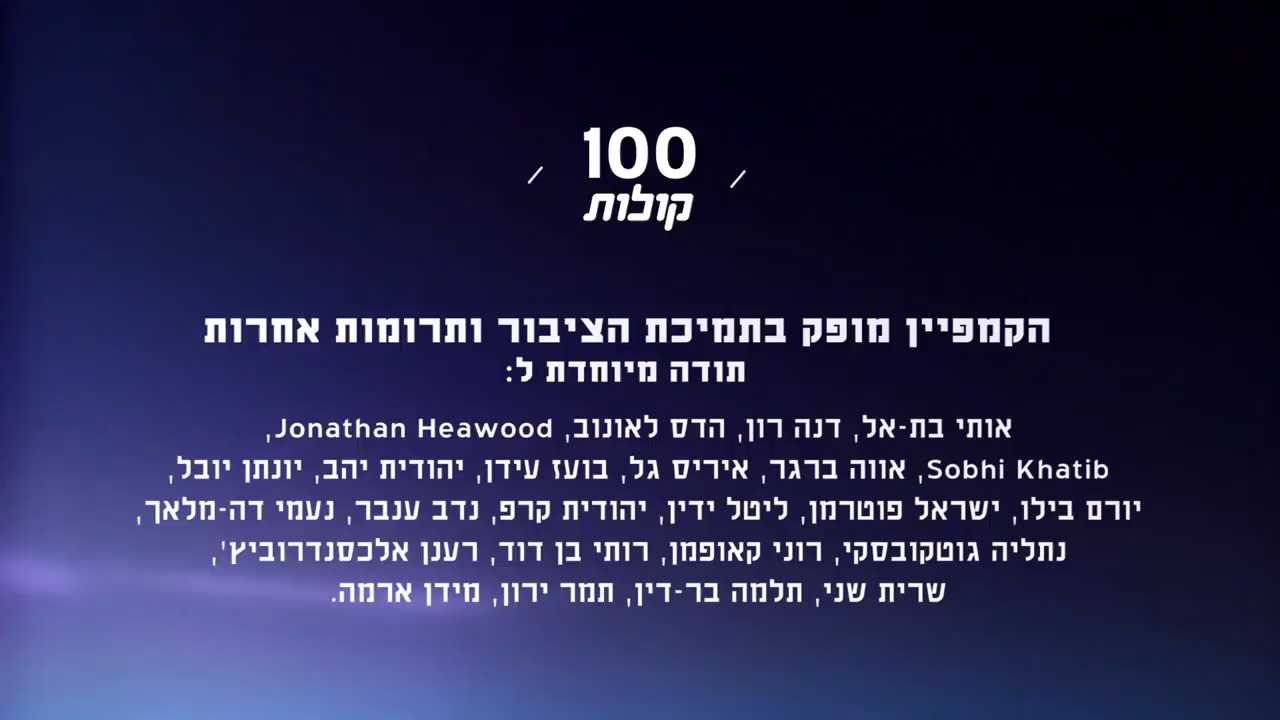 100
קולות
הקמפיין מופק בתמיכת הציבור ותרומות אחרות
תודה מיוחדת ל:
אותי בת-אל, דנה רון, הדס לאונוב, Jonathan Heawood,
Sobhi Khatib, אווה ברגר, איריס גל, בועז עידן, יהודית יהב, יונתן יובל,
יורם בילו, ישראל פוטרמן, ליטל ידין, יהודית קרפ, נדב ענבר, נעמי דה-מלאך,
נתליה גוטקובסקי, רוני קאופמן, רותי בן דוד, רענן אלכסנדרוביץ',
שרית שני, תלמה בר-דין, תמר ירון, מידן ארמה.